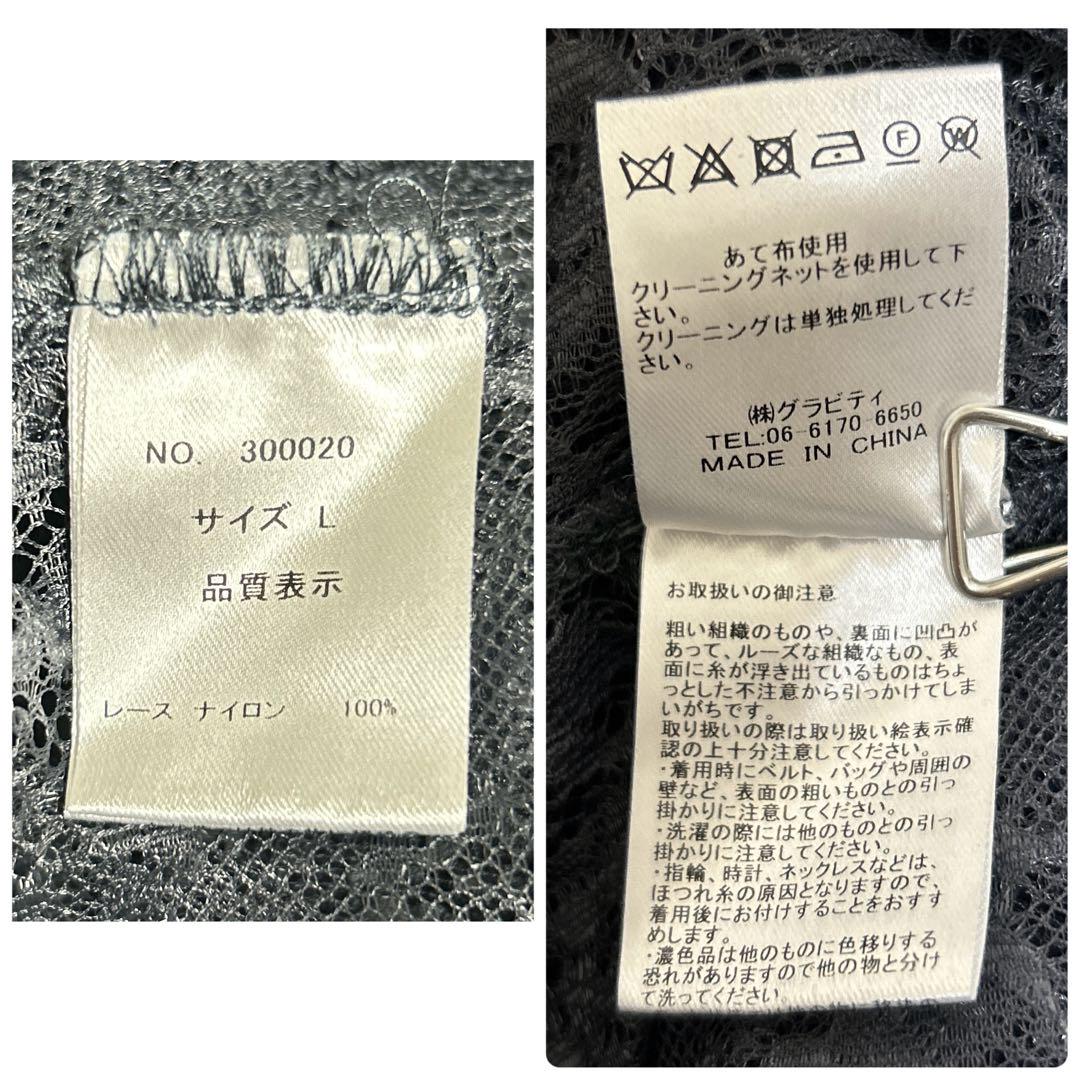 NO. 300020
サイズ L
品質表示
レース ナイロン 100%
F
W
あて布使用
クリーニングネットを使用して下
さい。
クリーニングは単独処理してくだ
さい。
㈱グラビティ
TEL:06-6170-6650
MADE IN CHINA
お取扱いの御注意
粗い組織のものや、裏面に凹凸が
あって、ルーズな組織なもの、表
面に糸が浮き出ているものはちょ
っとした不注意から引っかけてしま
いがちです。
取り扱いの際は取り扱い絵表示確
認の上十分注意してください。
・着用時にベルト、バッグや周囲の
壁など、表面の粗いものとの引っ
掛かりに注意してください。
・洗濯の際には他のものとの引っ
掛かりに注意してください。
・指輪、時計、ネックレスなどは、
ほつれ糸の原因となりますので、
着用後にお付けすることをおすす
めします。
・濃色品は他のものに色移りする
恐れがありますので他の物と分け
て洗ってください。